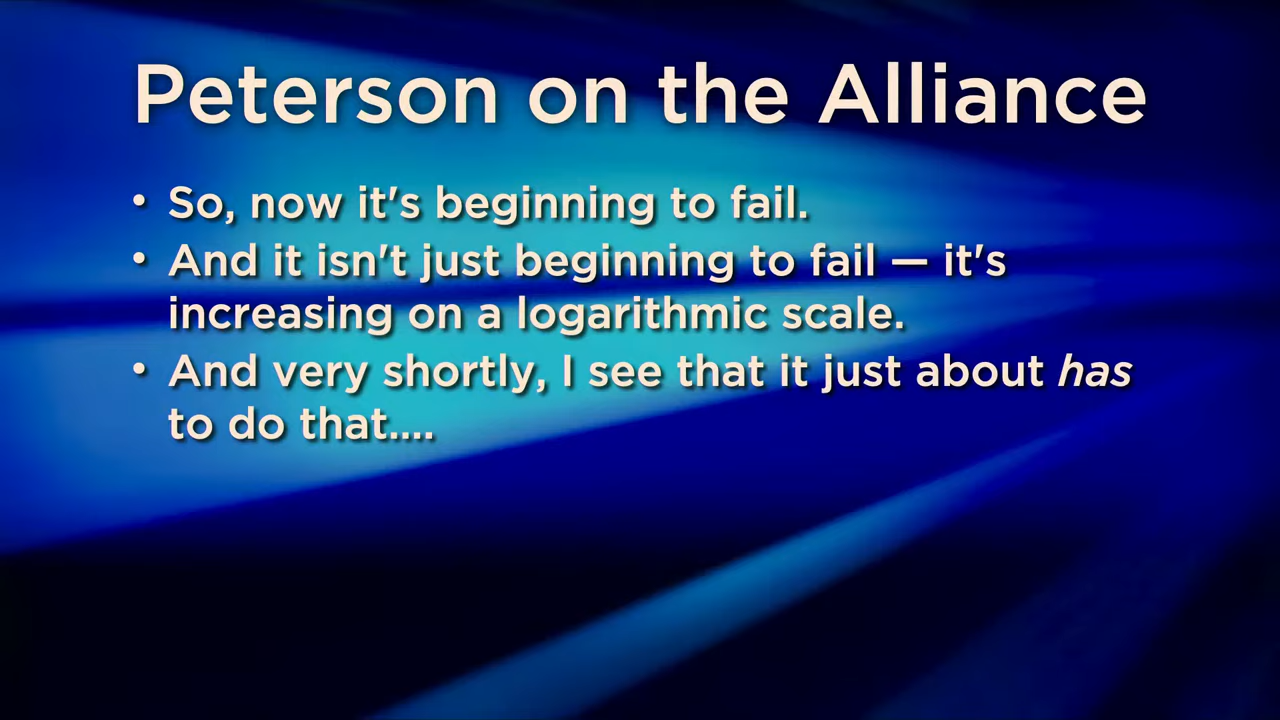 Peterson on the Alliance
• So, now it's beginning to fail.
• And it isn't just beginning to fail — it's
increasing on a logarithmic scale.
• And very shortly, I see that it just about has
to do that....